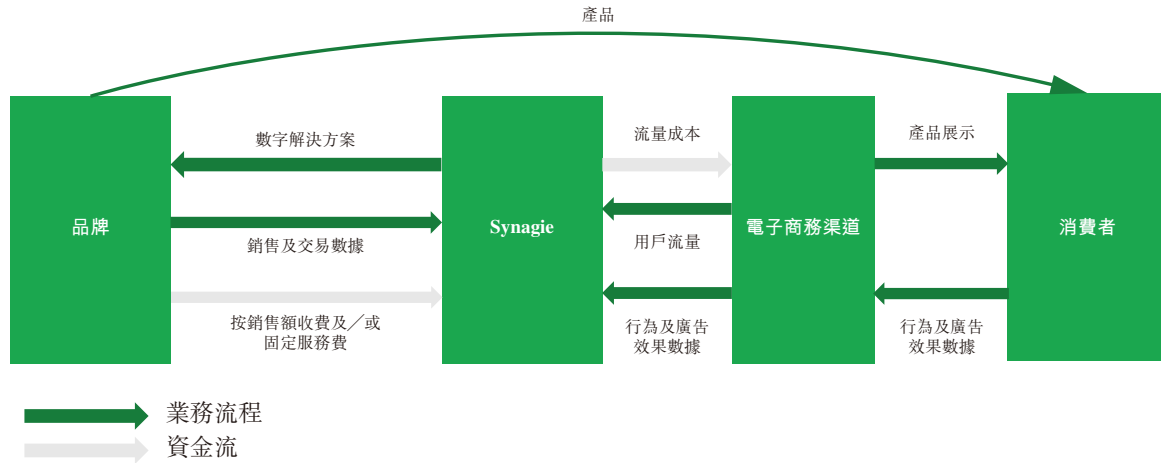 產品
數字解決方案
流量成本
產品展示
品牌
Synagie
電子商務渠道
消費者
銷售及交易數據
用戶流量
按銷售額收費及╱或
固定服務費
行為及廣告
效果數據
行為及廣告
效果數據
業務流程
資金流